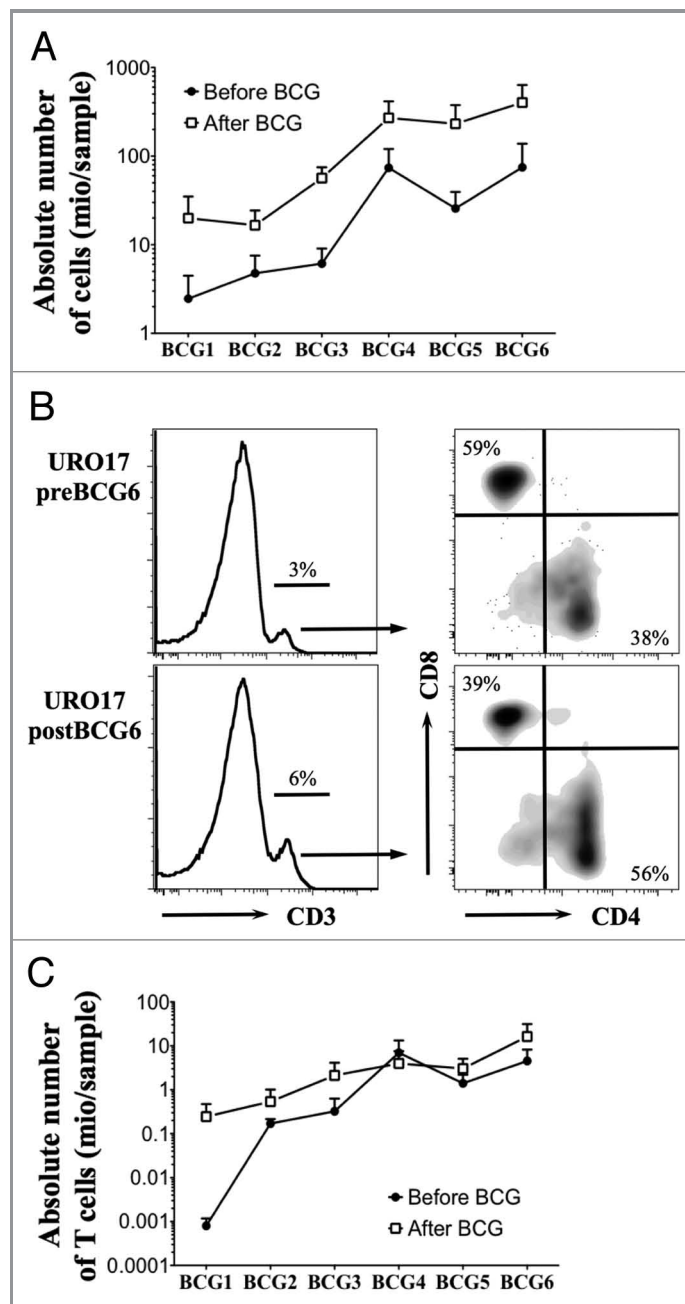 A
Absolute number
of cells (mio/sample)
1000
100
10
1
Before BCG
After BCG
BCG1 BCG2 BCG3 BCG4 BCG5 BCG6
B
URO17
preBCG6
3%
59%
38%
URO17
postBCG6
6%
39%
56%
CD8
CD3
CD4
C
Absolute number
of T cells (mio/sample)
100
10
1
0.1
0.01
0.001
0.0001
Before BCG
After BCG
BCG1 BCG2 BCG3 BCG4 BCG5 BCG6